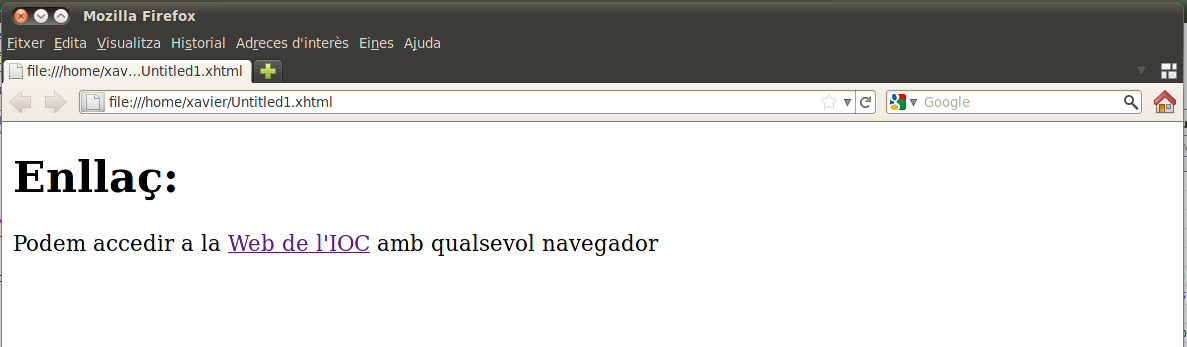 Mozilla Firefox
Fitxer Edita Visualitza Historial Adreces d'interès Eines Ajuda
file:///home/xav...Untitled1.xhtml
file:///home/xavier/Untitled1.xhtml Google
Enllaç:
Podem accedir a la Web de l'IOC amb qualsevol navegador